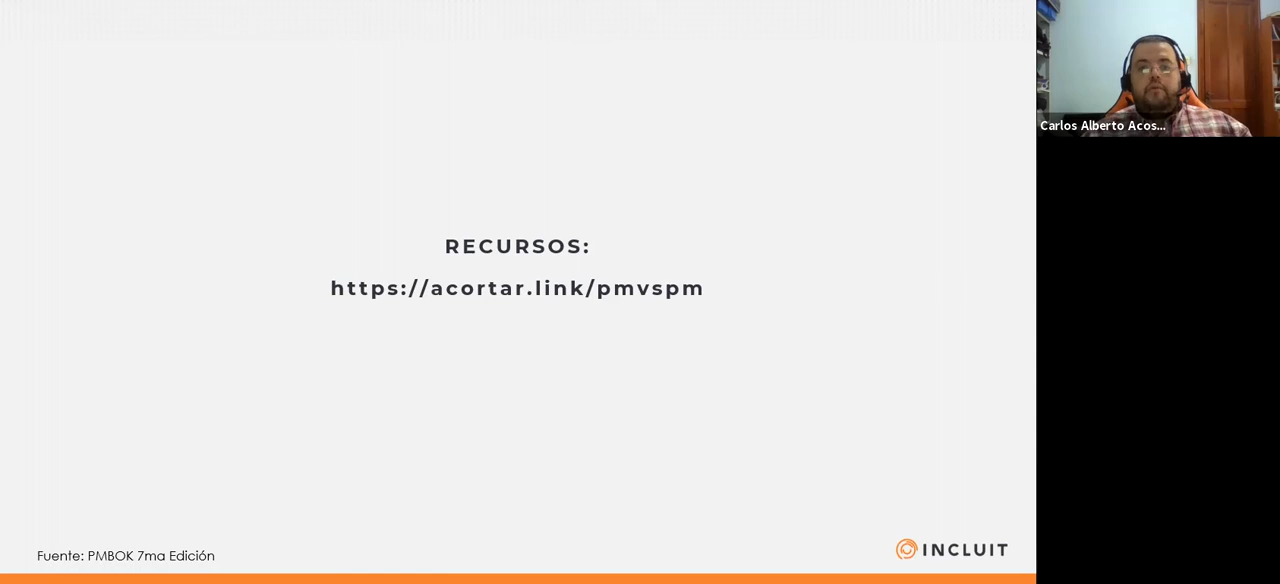 Carlos Alberto Acos...
RECURSOS:
https://acortar.link/pmvspm
Fuente: PMBOK 7ma Edición
INCLUIT